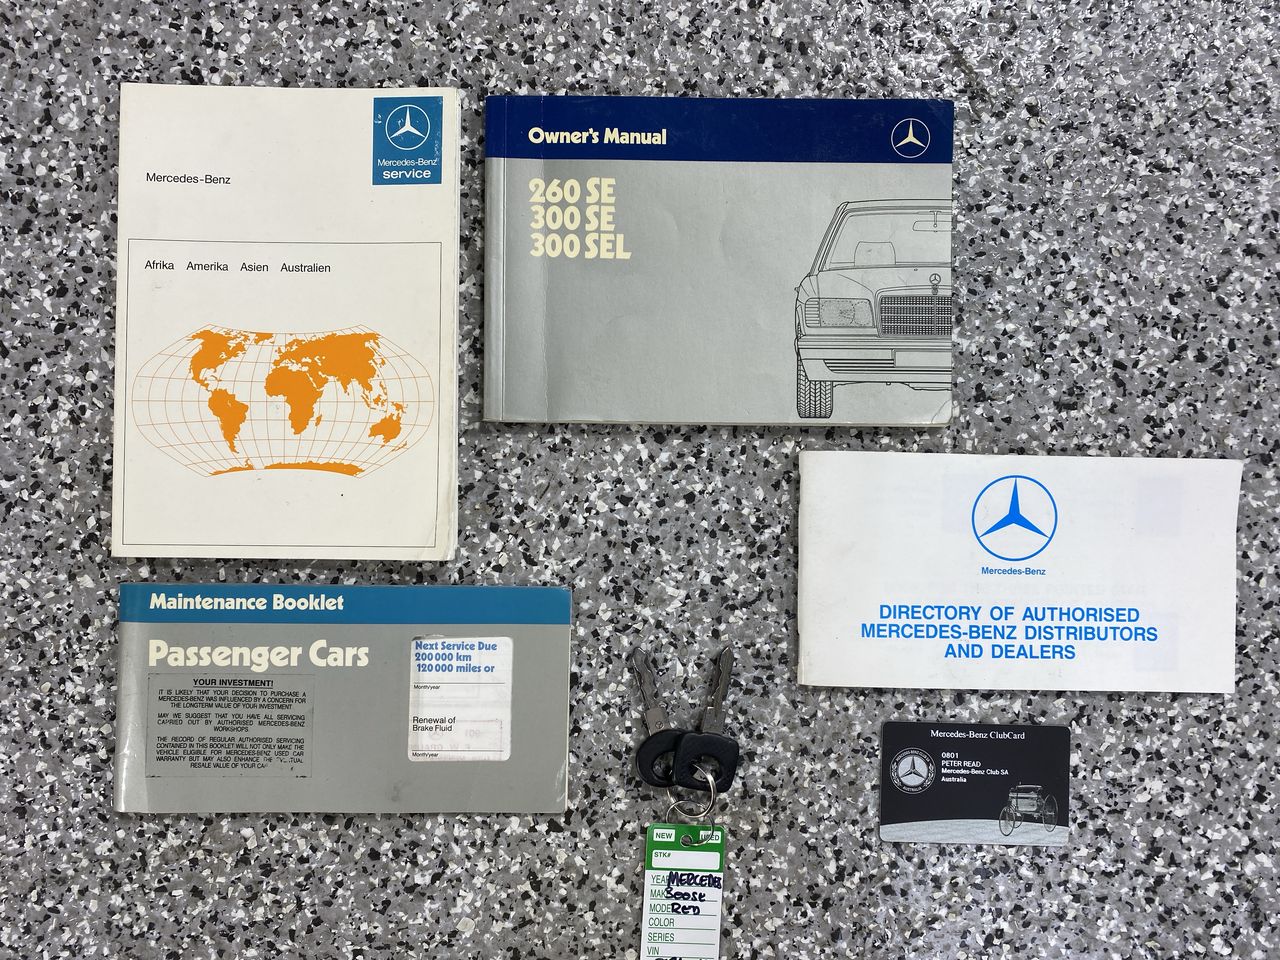 Mercedes-Benz
service
Mercedes-Benz
Afrika Amerika Asien Australien
Owner's Manual
260 SE
300 SE
300 SEL
Mercedes-Benz
DIRECTORY OF AUTHORISED
MERCEDES-BENZ DISTRIBUTORS
AND DEALERS
Maintenance Booklet
Passenger Cars
YOUR INVESTMENT!
IT IS LIKELY THAT YOUR DECISION TO PURCHASE A
MERCEDES-BENZ WAS INFLUENCED BY A CONCERN FOR
THE LONGTERM VALUE OF YOUR INVESTMENT
MAY WE SUGGEST THAT YOU HAVE ALL SERVICING
CARRIED OUT BY AUTHORISED MERCEDES-BENZ
WORKSHOPS.
THE RECORD OF REGULAR AUTHORISED SERVICING
CONTAINED IN THIS BOOKLET WILL NOT ONLY MAKE THE
VEHICLE ELIGIBLE FOR MERCEDES-BENZ USED CAR
WARRANTY BUT MAY ALSO ENHANCE THE
RESALE VALUE OF YOUR
Next Service Due
200 000 km
120 000 miles or
Month/year
Renewal of
Brake Fluid
Month/year
Mercedes-Benz ClubCard
0801
PETER READ
Mercedes-Benz Club SA
Australia
AUSTRALIA
NEW USED
STK#
YEAR MERCEDES
MAKE 300SE
MODEL RED
COLOR
SERIES
VIN